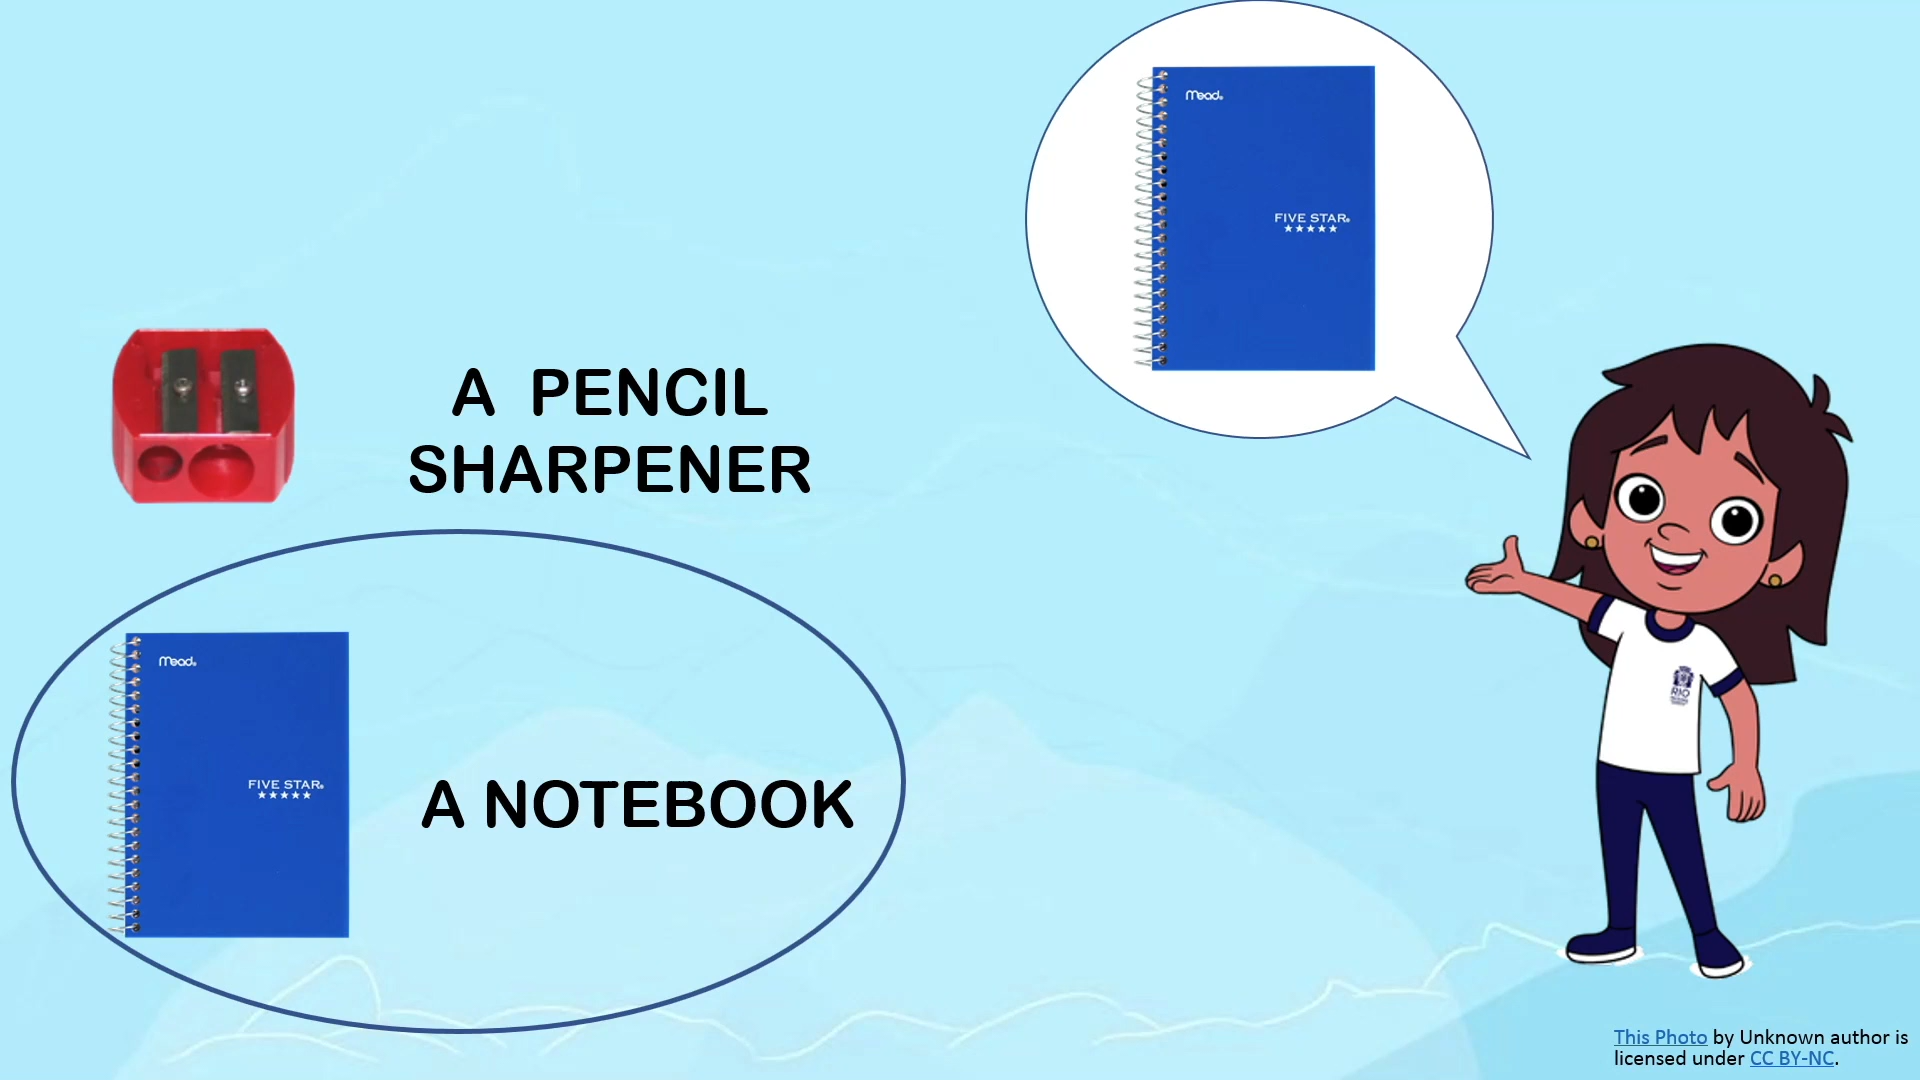 Mead
FIVE STAR
A PENCIL
SHARPENER
Mead
FIVE STAR
A NOTEBOOK
RIO
This Photo by Unknown author is
licensed under CC BY-NC.